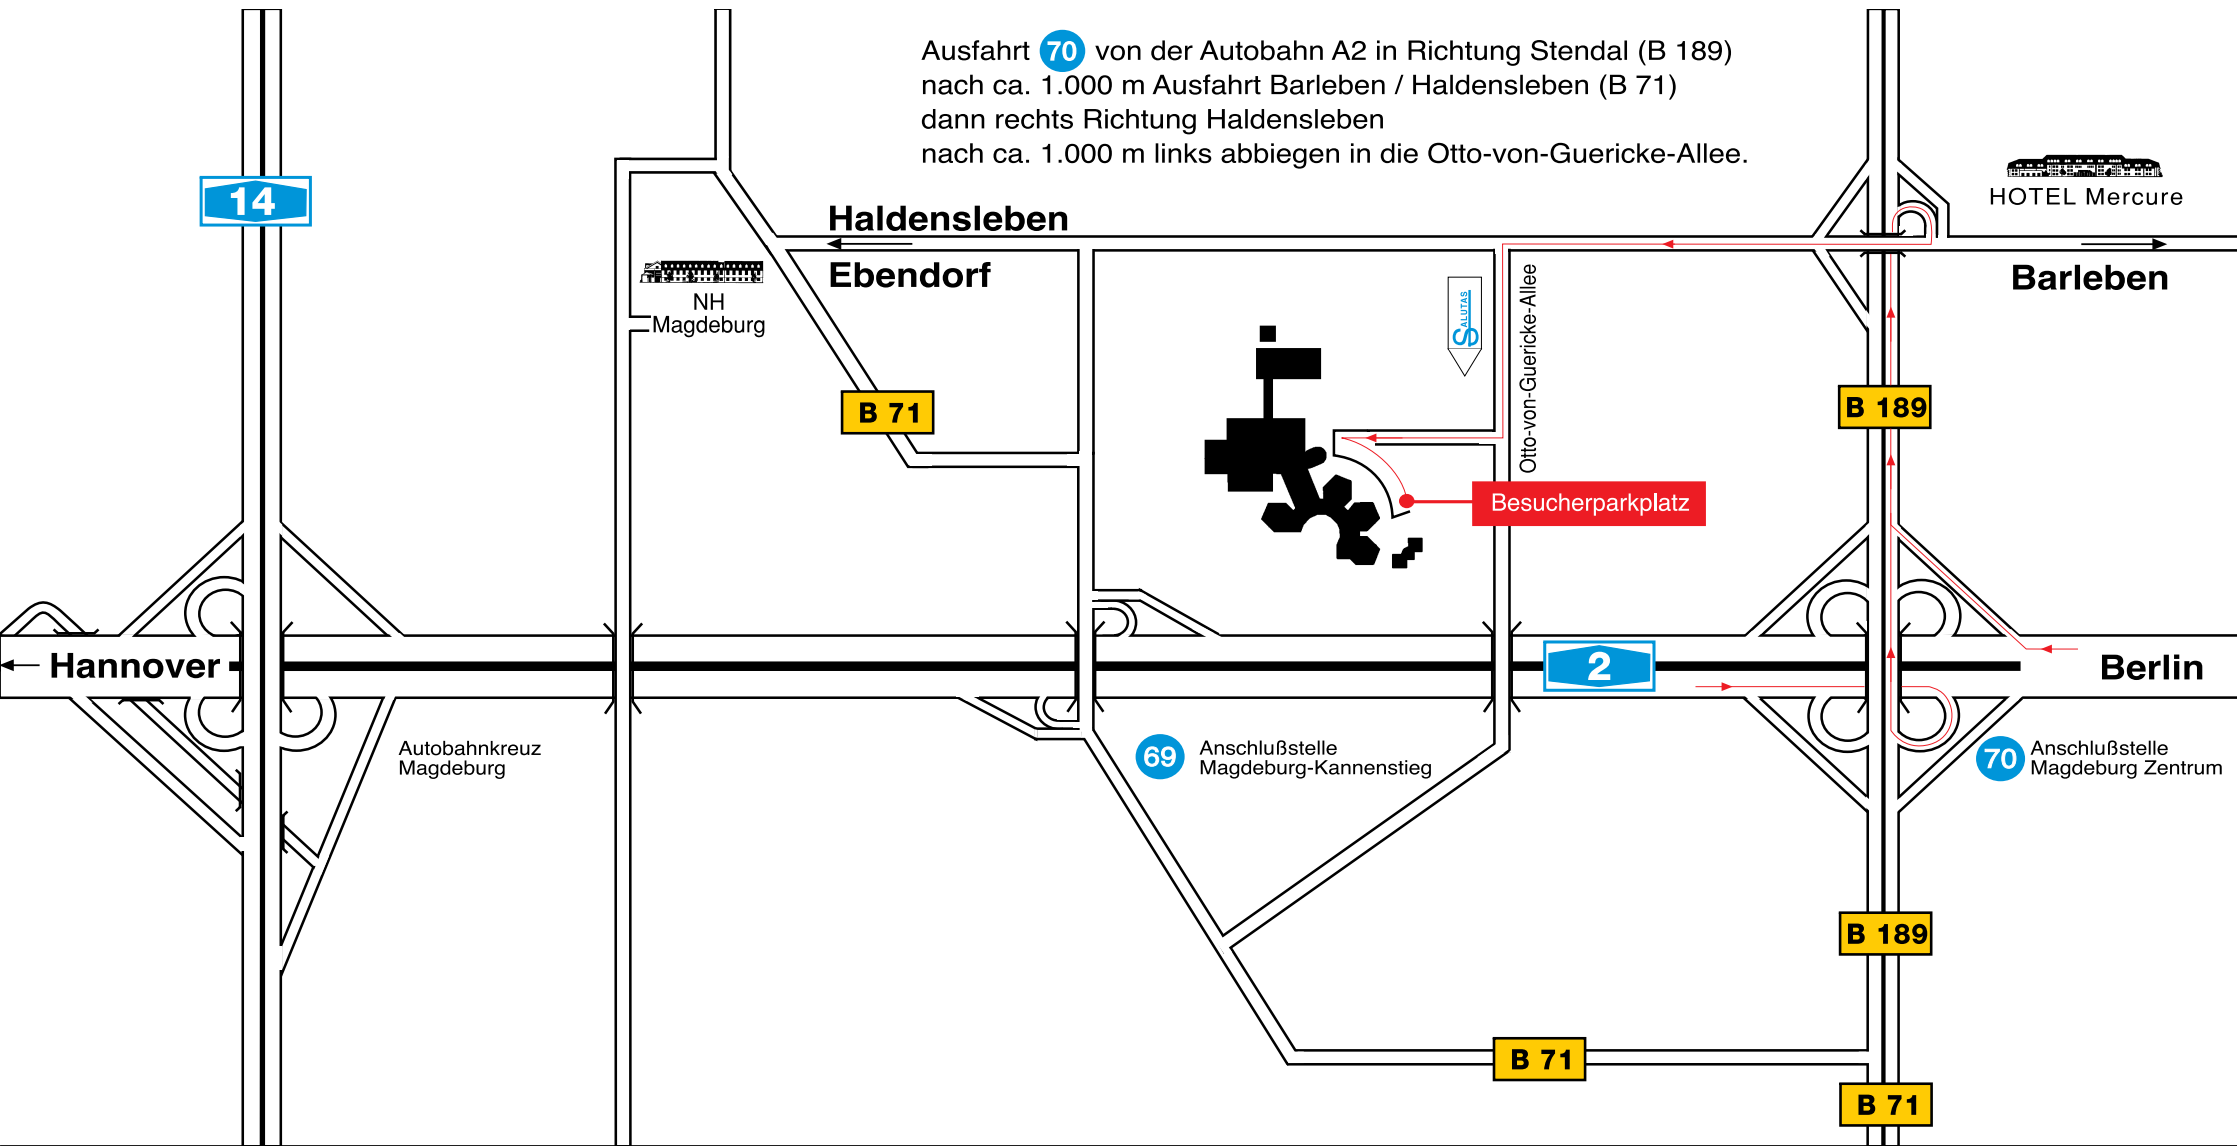 Ausfahrt 70 von der Autobahn A2 in Richtung Stendal (B 189)
nach ca. 1.000 m Ausfahrt Barleben / Haldensleben (B 71)
dann rechts Richtung Haldensleben
nach ca. 1.000 m links abbiegen in die Otto-von-Guericke-Allee.
14
HOTEL Mercure
Haldensleben
Ebendorf
Barleben
NH
Magdeburg
SALUTAS
Otto-von-Guericke-Allee
B 71
B 189
Besucherparkplatz
Hannover
2
Berlin
Autobahnkreuz
Magdeburg
69
Anschlußstelle
Magdeburg-Kannenstieg
70
Anschlußstelle
Magdeburg Zentrum
B 189
B 71
B 71